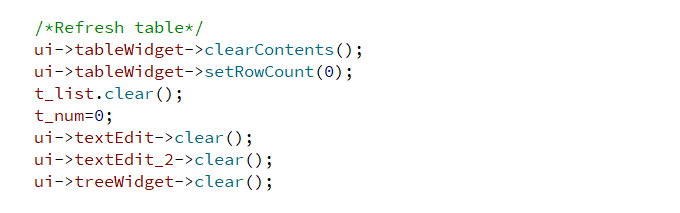 /*Refresh table*/
ui->tableWidget->clearContents();
ui->tableWidget->setRowCount(0);
t_list.clear();
t_num=0;
ui->textEdit->clear();
ui->textEdit_2->clear();
ui->treeWidget->clear();